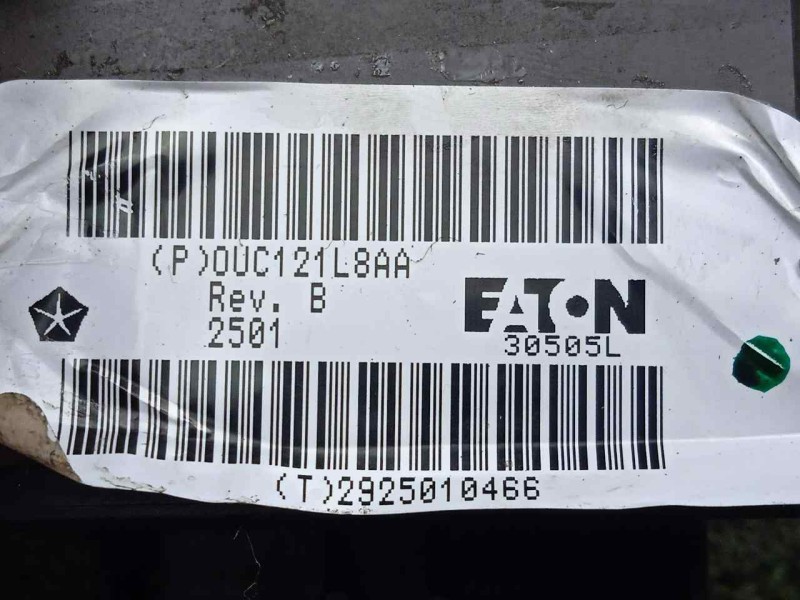 (P)0UC121L8AA
Rev. B
2501
EATON
30505L
(T)2925010466